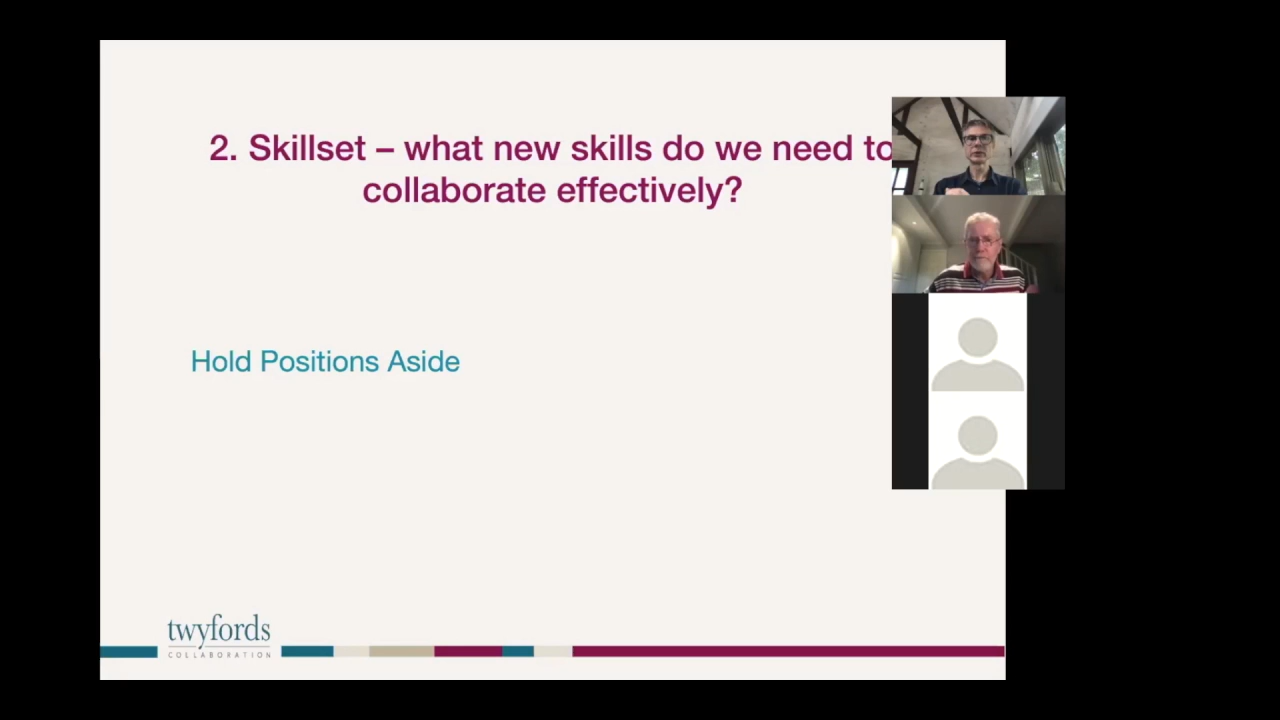 2. Skillset – what new skills do we need to
collaborate effectively?
Hold Positions Aside
twyfords
COLLABORATION